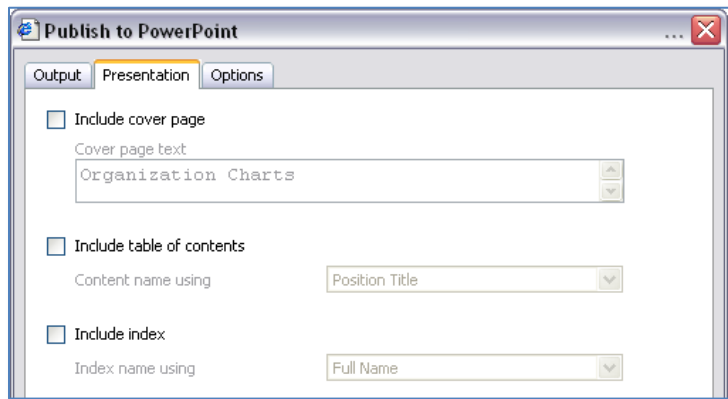 Publish to PowerPoint ...
Output Presentation Options
Include cover page
Cover page text
Organization Charts
Include table of contents
Content name using Position Title
Include index
Index name using Full Name